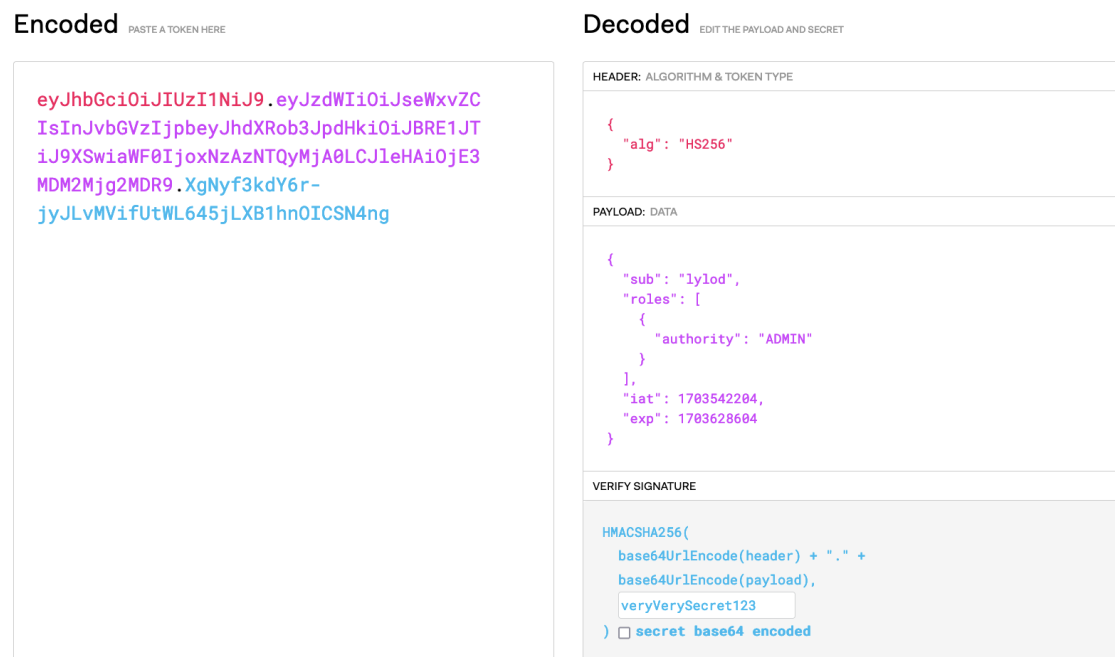 Encoded PASTE A TOKEN HERE
eyJhbGciOiJIUzI1NiJ9.eyJzdWIiOiJseWxvZC
IsInJvbGVzIjpbeyJhdXRob3JpdHkiOiJBRE1JT
iJ9XSwiaWF0IjoxNzAzNTQyMjA0LCJleHAiOjE3
MDM2Mjg2MDR9.XgNyf3kdY6r-
jyJLvMVifUtWL645jLXB1hnOICSN4ng
Decoded EDIT THE PAYLOAD AND SECRET
HEADER: ALGORITHM & TOKEN TYPE
{
  "alg": "HS256"
}
PAYLOAD: DATA
{
  "sub": "lylod",
  "roles": [
    {
      "authority": "ADMIN"
    }
  ],
  "iat": 1703542204,
  "exp": 1703628604
}
VERIFY SIGNATURE
HMACSHA256(
  base64UrlEncode(header) + "." +
  base64UrlEncode(payload),
  veryVerySecret123
) secret base64 encoded